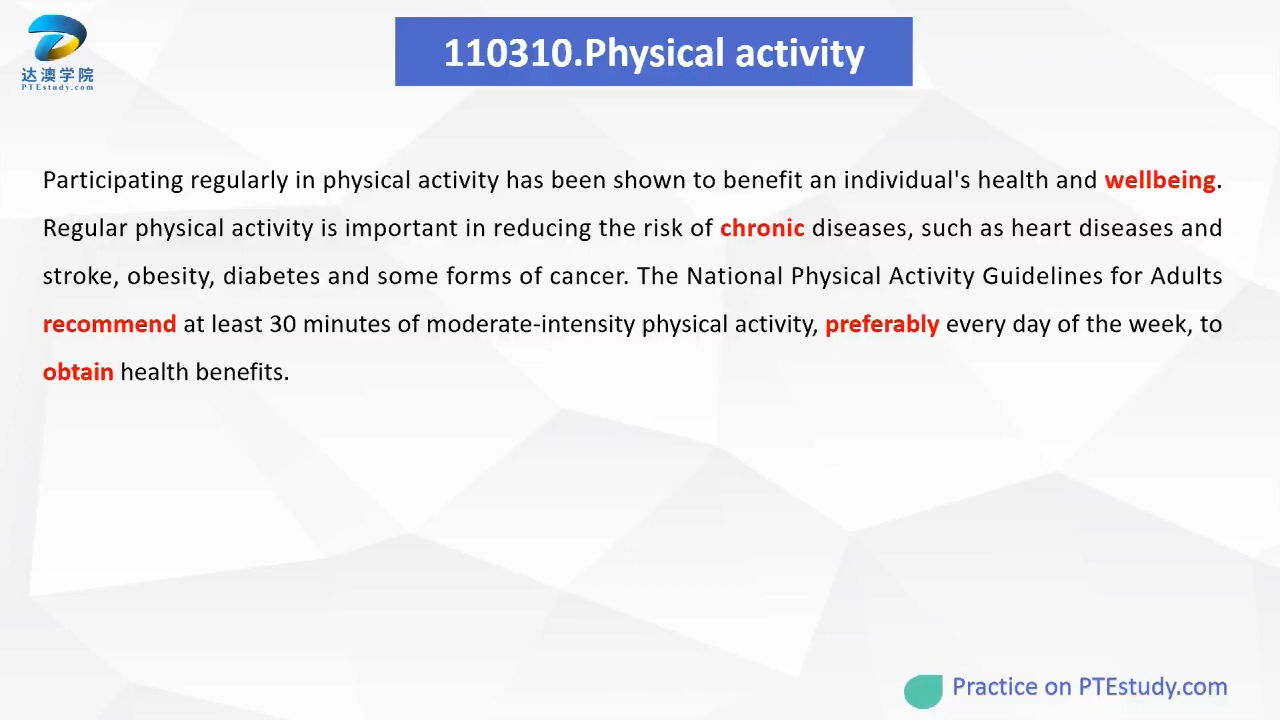 达澳学院
PTEstudy.com
110310.Physical activity
Participating regularly in physical activity has been shown to benefit an individual's health and wellbeing.
Regular physical activity is important in reducing the risk of chronic diseases, such as heart diseases and
stroke, obesity, diabetes and some forms of cancer. The National Physical Activity Guidelines for Adults
recommend at least 30 minutes of moderate-intensity physical activity, preferably every day of the week, to
obtain health benefits.
Practice on PTEstudy.com